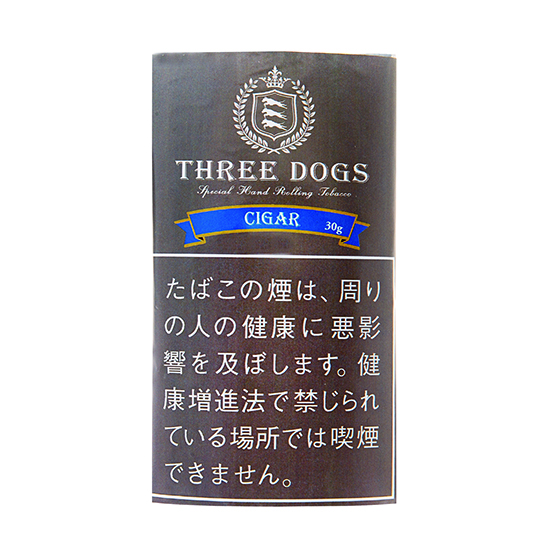 THREE DOGS
Special Hand Rolling Tobacco
CIGAR
30g
たばこの煙は、周り
の人の健康に悪影
響を及ぼします。健
康増進法で禁じられ
ている場所では喫煙
できません。